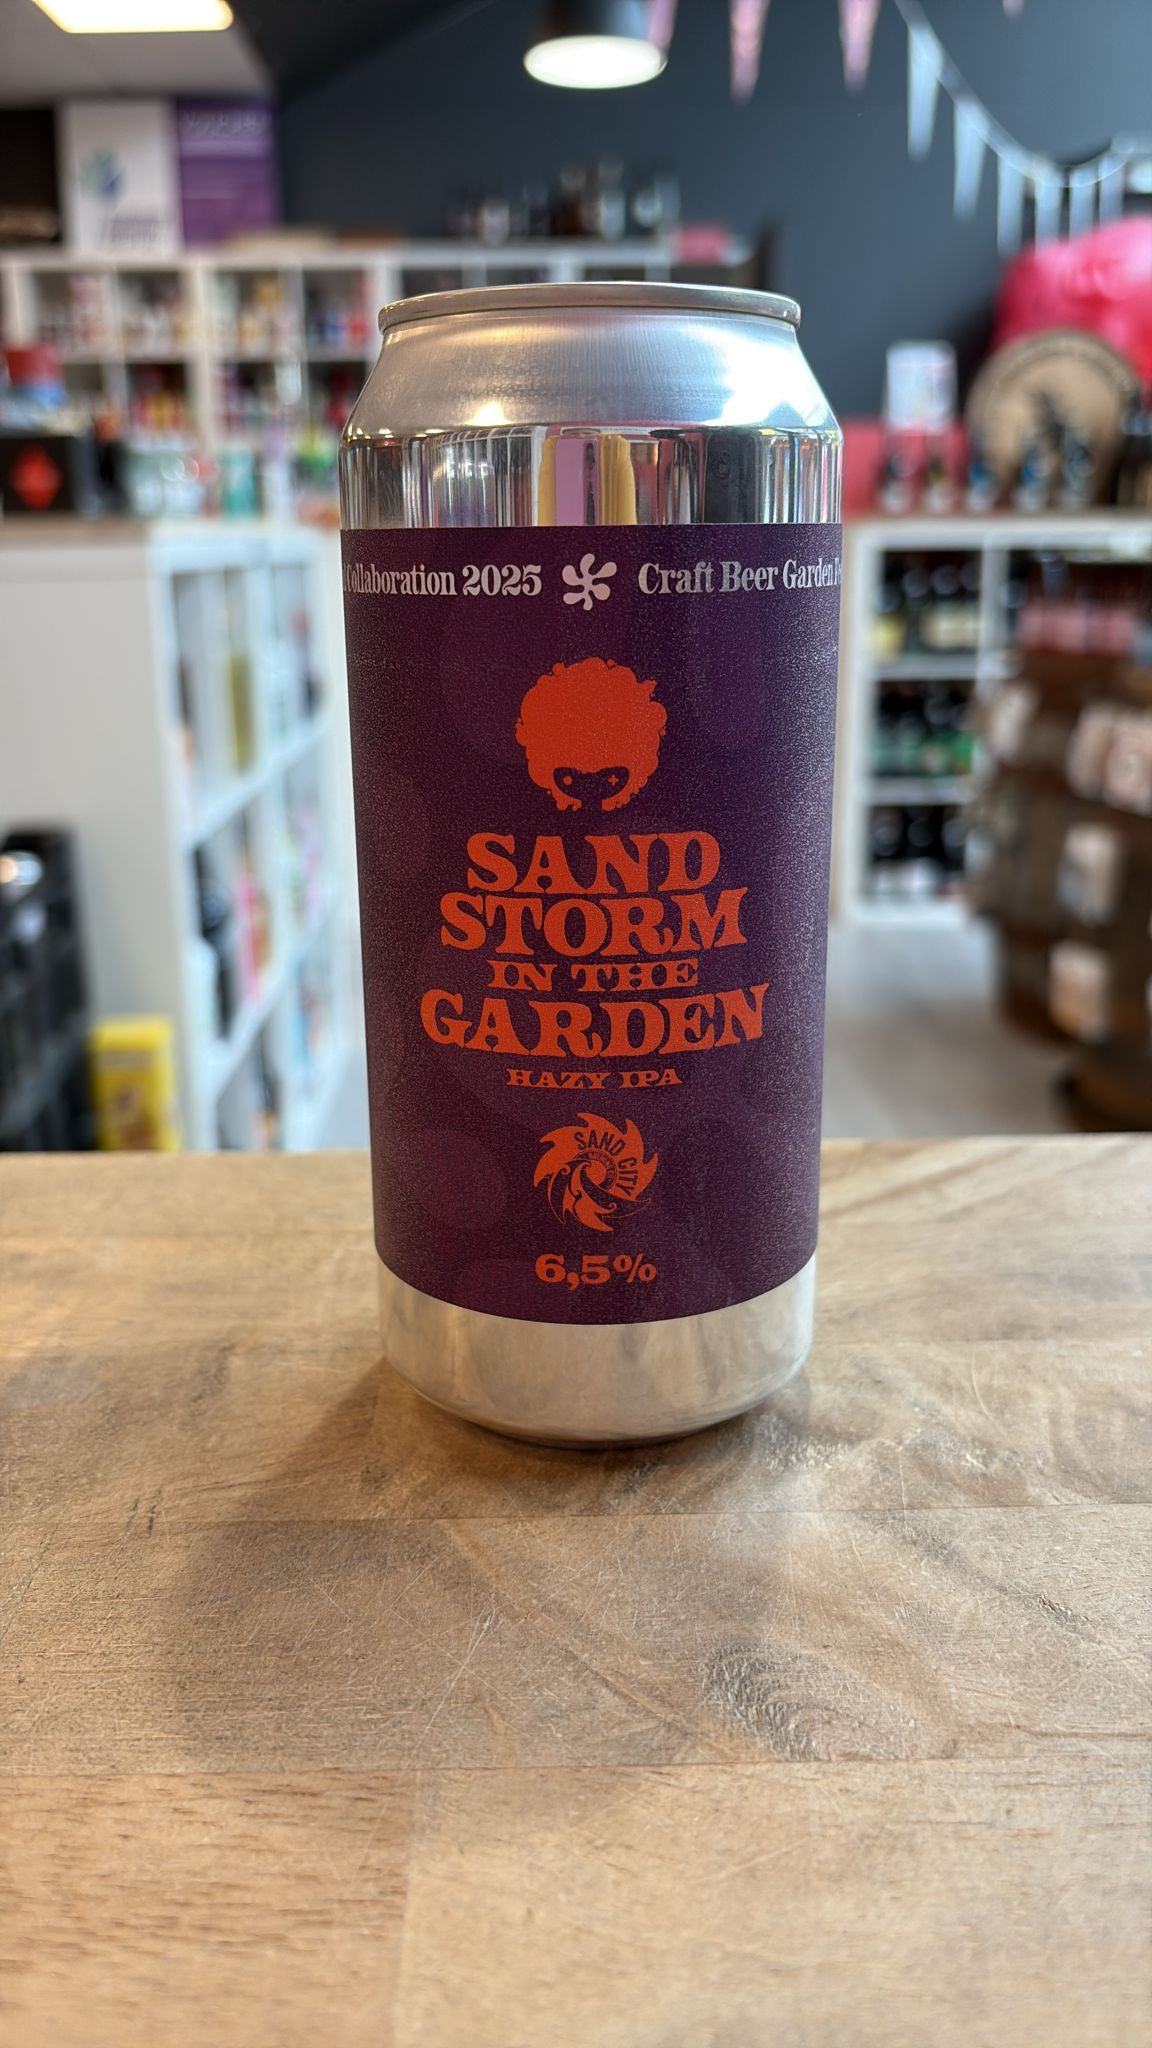 Collaboration 2025 Craft Beer Garden
SAND
STORM
IN THE
GARDEN
HAZY IPA
SAND CITY
6,5%